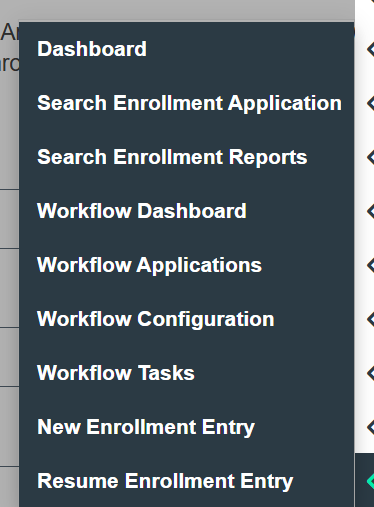 Dashboard
Search Enrollment Application
Search Enrollment Reports
Workflow Dashboard
Workflow Applications
Workflow Configuration
Workflow Tasks
New Enrollment Entry
Resume Enrollment Entry